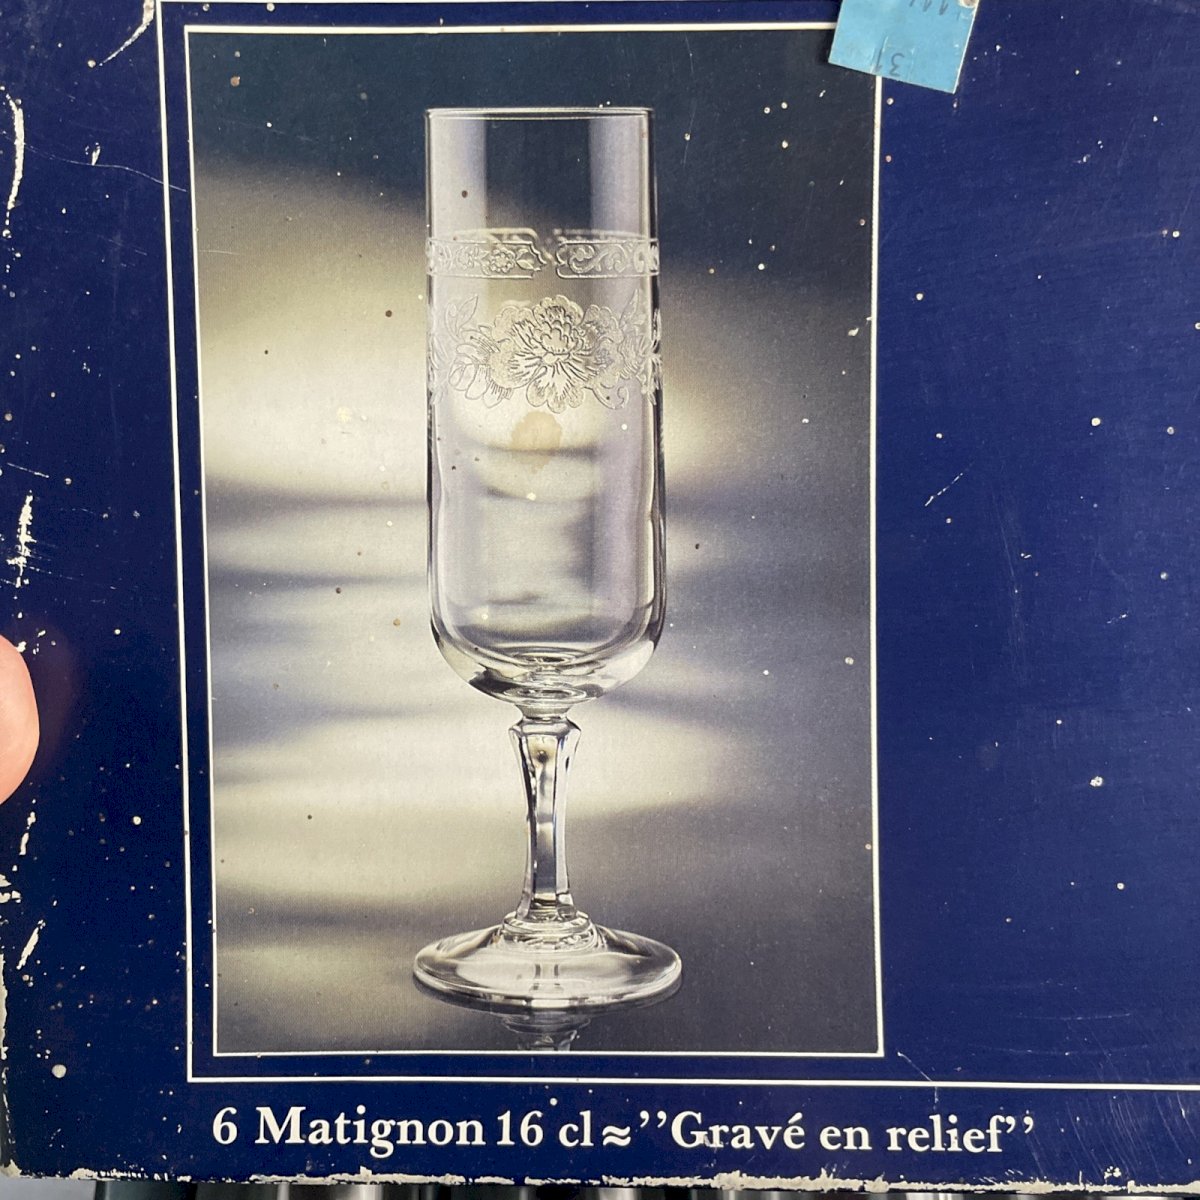 6 Matignon 16 cl ≈ ''Gravé en relief''